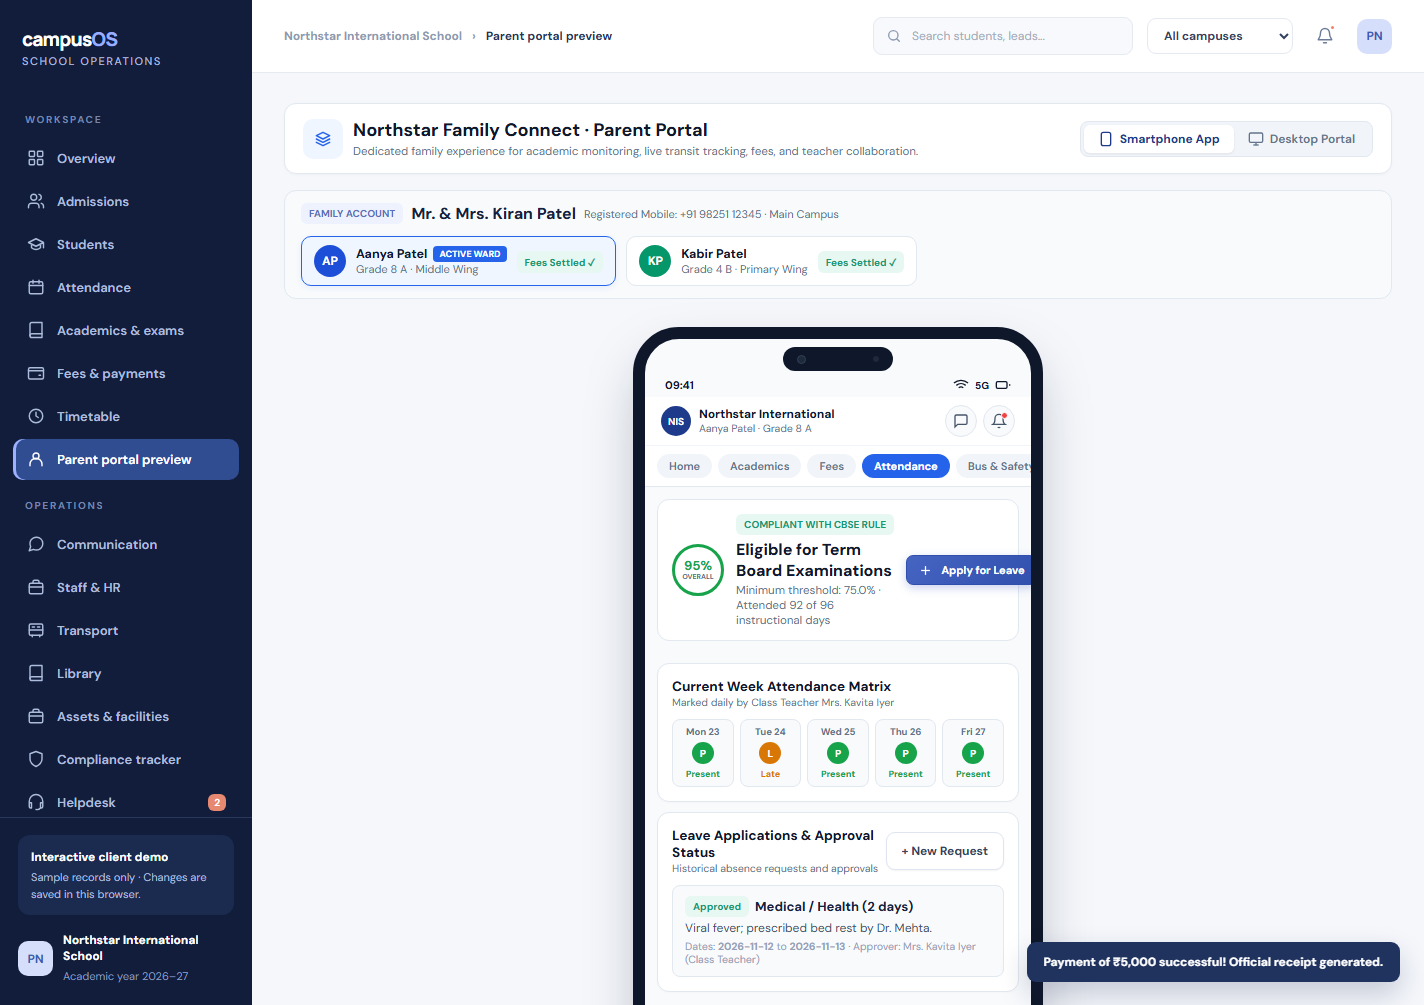 campusOS
SCHOOL OPERATIONS
WORKSPACE
Overview
Admissions
Students
Attendance
Academics & exams
Fees & payments
Timetable
Parent portal preview
OPERATIONS
Communication
Staff & HR
Transport
Library
Assets & facilities
Compliance tracker
Helpdesk 2
Interactive client demo
Sample records only · Changes are
saved in this browser.
PN
Northstar International
School
Academic year 2026–27
Northstar International School › Parent portal preview
Search students, leads...
All campuses
PN
Northstar Family Connect · Parent Portal
Dedicated family experience for academic monitoring, live transit tracking, fees, and teacher collaboration.
Smartphone App
Desktop Portal
FAMILY ACCOUNT Mr. & Mrs. Kiran Patel Registered Mobile: +91 98251 12345 · Main Campus
AP
Aanya Patel ACTIVE WARD
Grade 8 A · Middle Wing
Fees Settled ✓
KP
Kabir Patel
Grade 4 B · Primary Wing
Fees Settled ✓
09:41 5G
NIS
Northstar International
Aanya Patel · Grade 8 A
Home Academics Fees Attendance Bus & Safety
COMPLIANT WITH CBSE RULE
95%
OVERALL
Eligible for Term
Board Examinations
Minimum threshold: 75.0% ·
Attended 92 of 96
instructional days
+ Apply for Leave
Current Week Attendance Matrix
Marked daily by Class Teacher Mrs. Kavita Iyer
Mon 23 Tue 24 Wed 25 Thu 26 Fri 27
P L P P P
Present Late Present Present Present
Leave Applications & Approval
Status
Historical absence requests and approvals
+ New Request
Approved Medical / Health (2 days)
Viral fever; prescribed bed rest by Dr. Mehta.
Dates: 2026-11-12 to 2026-11-13 · Approver: Mrs. Kavita Iyer
(Class Teacher)
Payment of ₹5,000 successful! Official receipt generated.